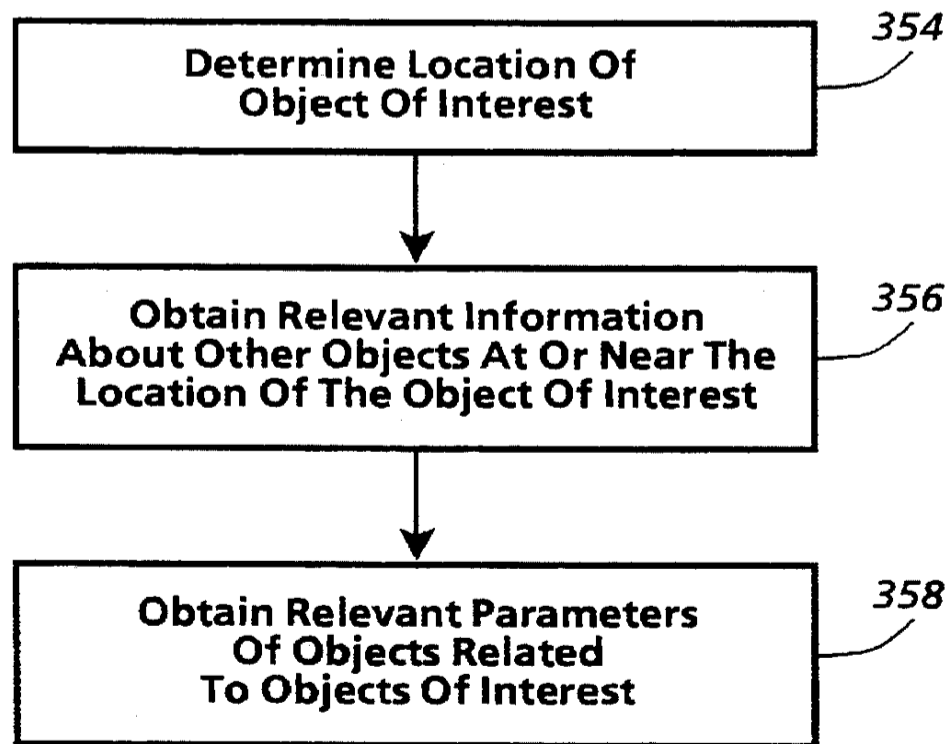 354
Determine Location Of
Object Of Interest
356
Obtain Relevant Information
About Other Objects At Or Near The
Location Of The Object Of Interest
358
Obtain Relevant Parameters
Of Objects Related
To Objects Of Interest